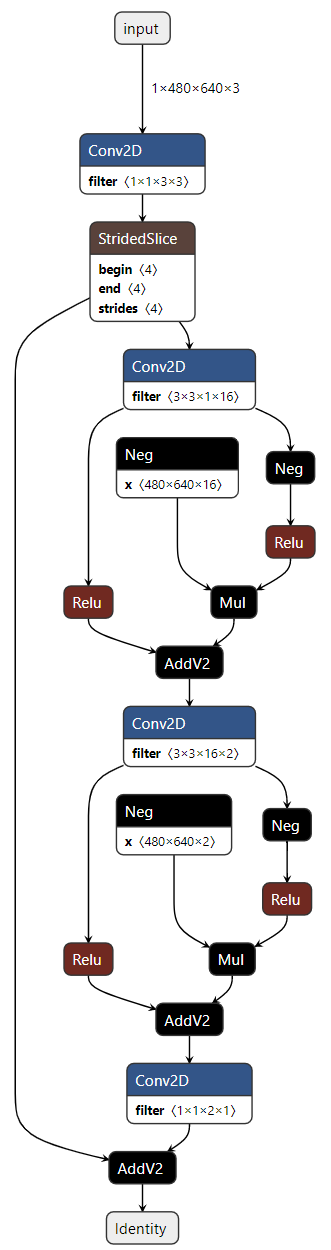 input
1×480×640×3
Conv2D
filter 〈1×1×3×3〉
StridedSlice
begin 〈4〉
end 〈4〉
strides 〈4〉
Conv2D
filter 〈3×3×1×16〉
Neg
x 〈480×640×16〉
Neg
Relu
Relu
Mul
AddV2
Conv2D
filter 〈3×3×16×2〉
Neg
x 〈480×640×2〉
Neg
Relu
Relu
Mul
AddV2
Conv2D
filter 〈1×1×2×1〉
AddV2
Identity